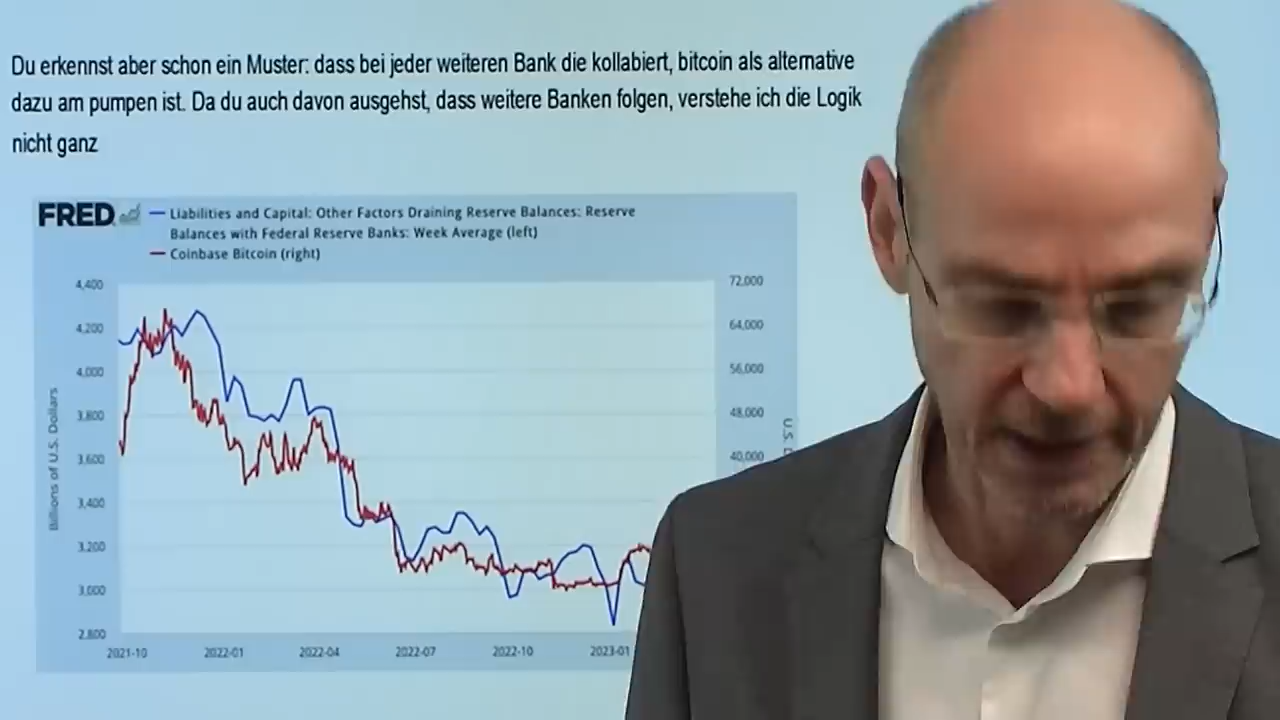 Du erkennst aber schon ein Muster: dass bei jeder weiteren Bank die kollabiert, bitcoin als alternative
dazu am pumpen ist. Da du auch davon ausgehst, dass weitere Banken folgen, verstehe ich die Logik
nicht ganz
FRED
Liabilities and Capital: Other Factors Draining Reserve Balances: Reserve
Balances with Federal Reserve Banks: Week Average (left)
Coinbase Bitcoin (right)
Billions of U.S. Dollars
4,400
4,200
4,000
3,800
3,600
3,400
3,200
3,000
2,800
72,000
64,000
56,000
48,000
40,000
U.S.
2021-10
2022-01
2022-04
2022-07
2022-10
2023-01